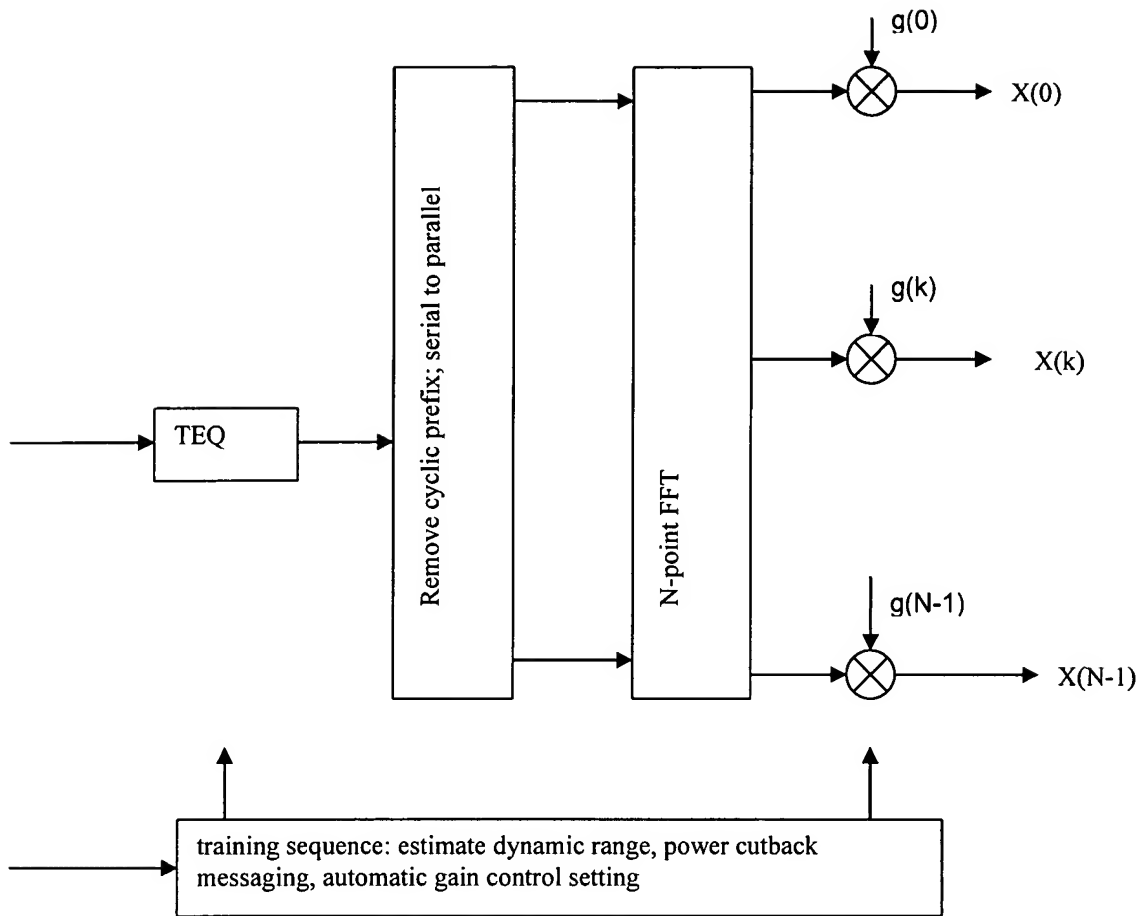 g(0)
X(0)
Remove cyclic prefix; serial to parallel
N-point FFT
g(k)
X(k)
TEQ
g(N-1)
X(N-1)
training sequence: estimate dynamic range, power cutback
messaging, automatic gain control setting